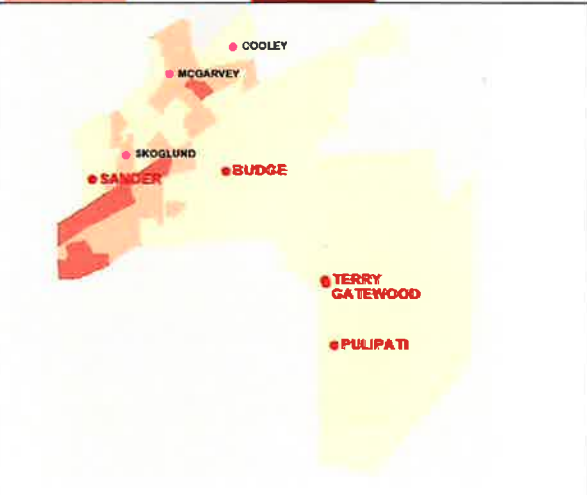 COOLEY
MCGARVEY
SKOGLUND
SANDER
BUDGE
TERRY
GATEWOOD
PULIPATI